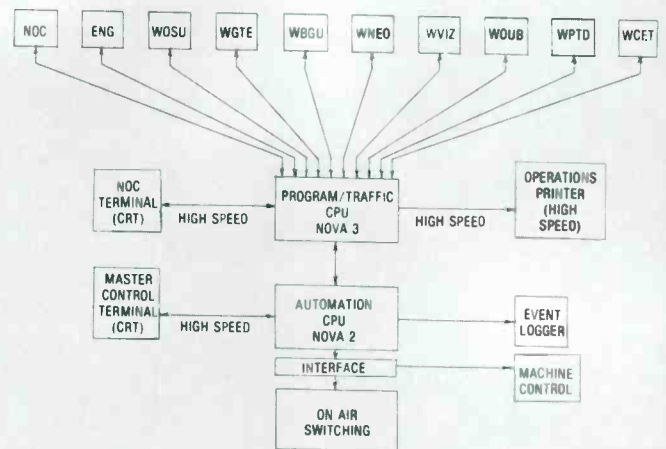 NOC
ENG
WOSU
WGTE
WBGU
WNEO
WVIZ
WOUB
WPTD
WCET
NOC
TERMINAL
(CRT)
HIGH SPEED
PROGRAM/TRAFFIC
CPU
NOVA 3
HIGH SPEED
OPERATIONS
PRINTER
(HIGH
SPEED)
MASTER
CONTROL
TERMINAL
(CRT)
HIGH SPEED
AUTOMATION
CPU
NOVA 2
EVENT
LOGGER
INTERFACE
MACHINE
CONTROL
ON AIR
SWITCHING